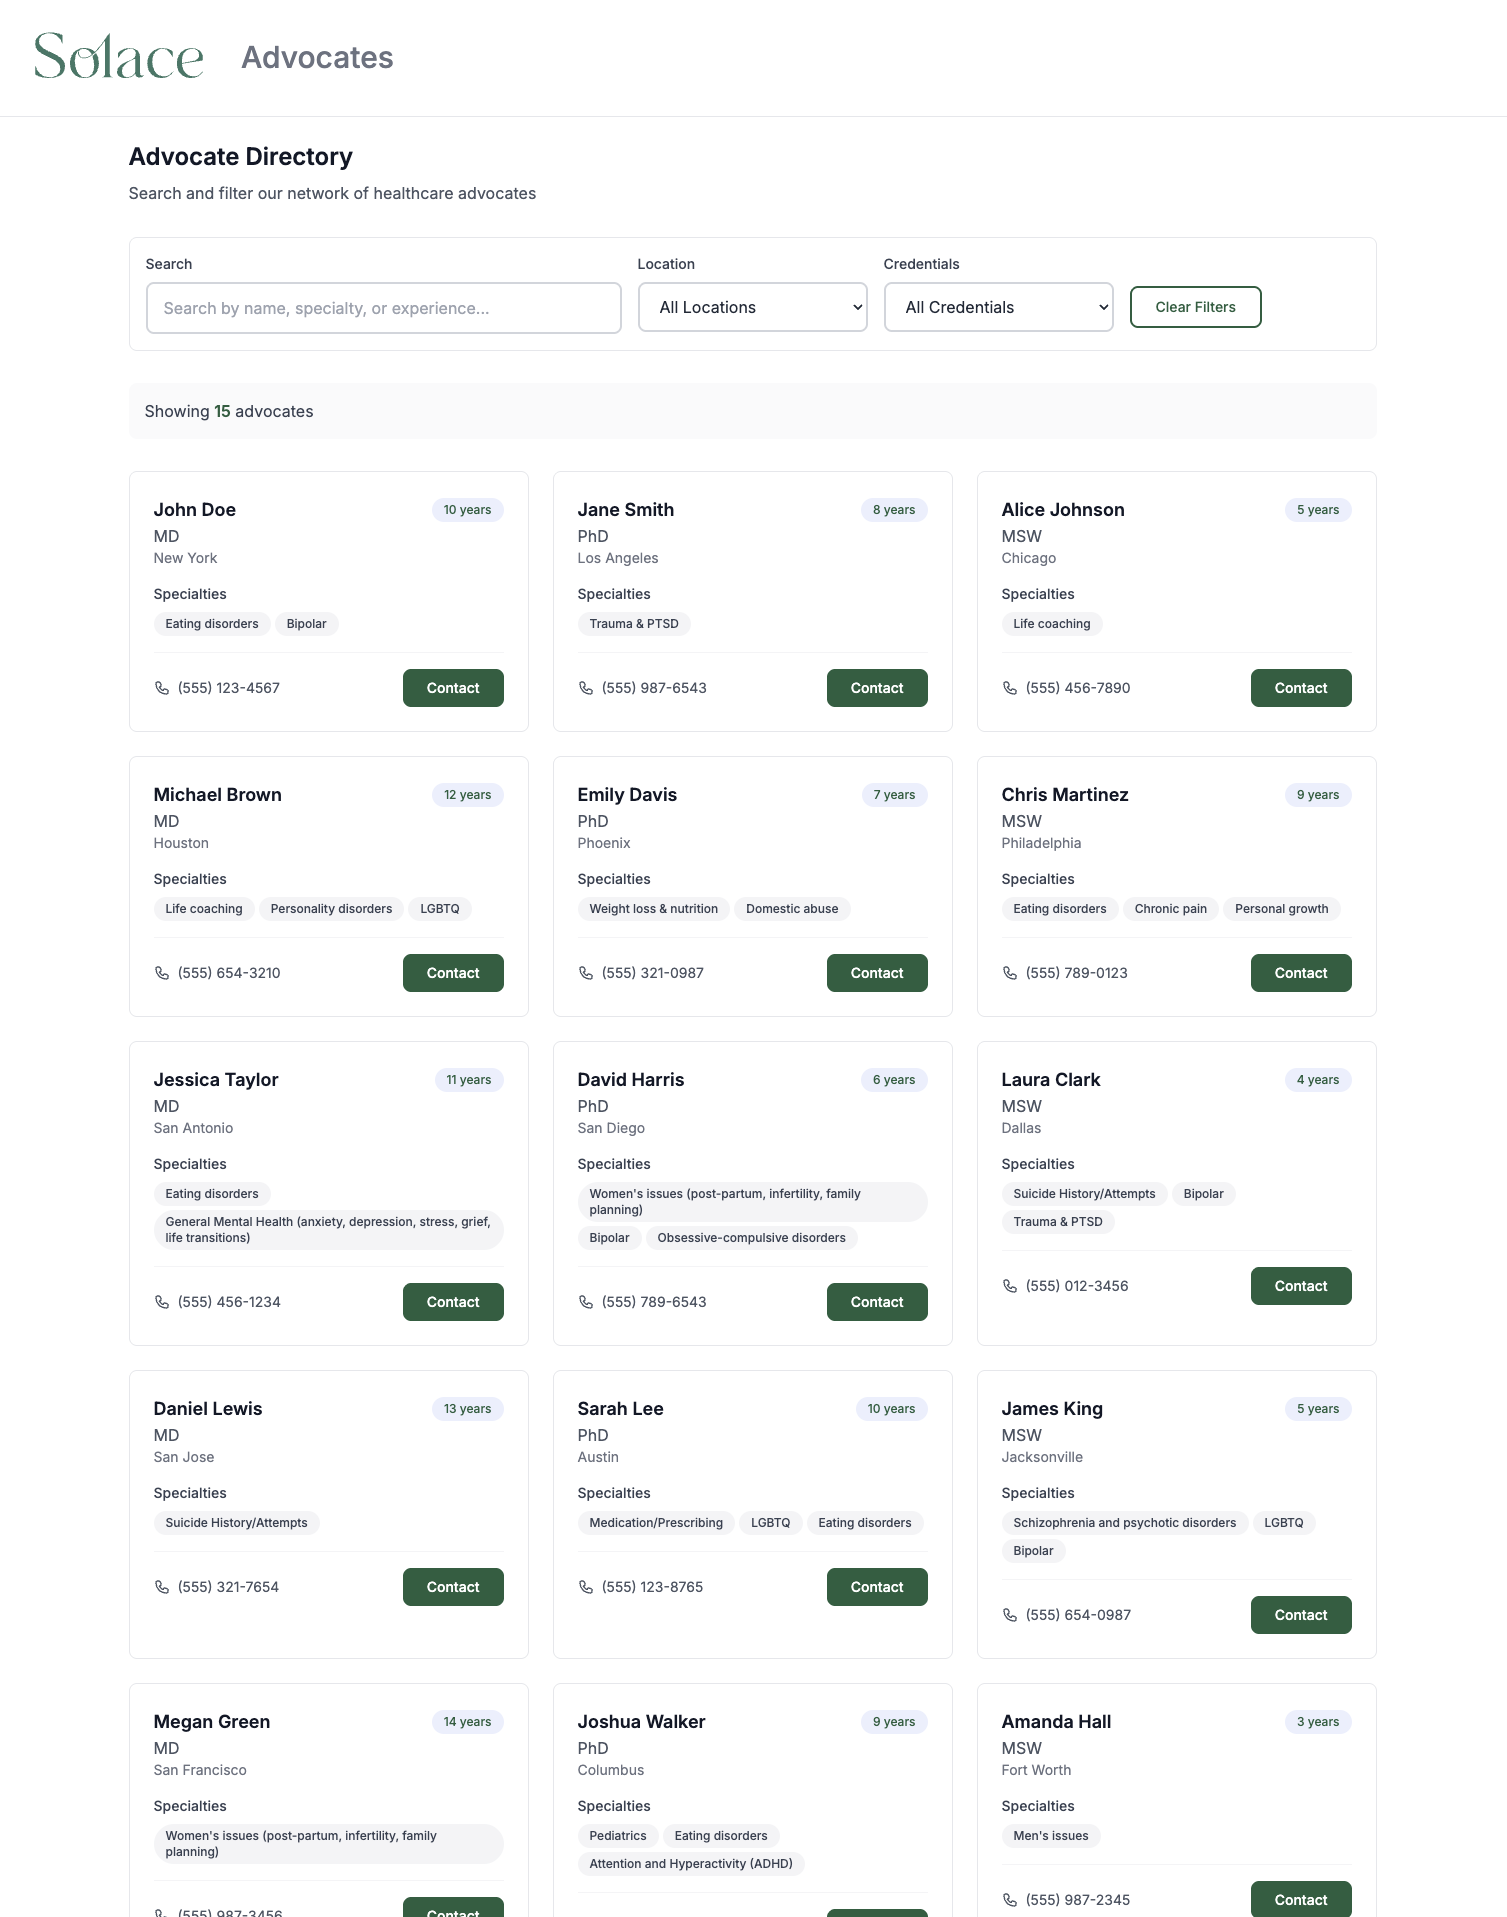 Solace
Advocates
Advocate Directory
Search and filter our network of healthcare advocates
Search
Location
Credentials
Search by name, specialty, or experience...
All Locations
All Credentials
Clear Filters
Showing 15 advocates
John Doe
10 years
MD
New York
Specialties
Eating disorders
Bipolar
(555) 123-4567
Contact
Jane Smith
8 years
PhD
Los Angeles
Specialties
Trauma & PTSD
(555) 987-6543
Contact
Alice Johnson
5 years
MSW
Chicago
Specialties
Life coaching
(555) 456-7890
Contact
Michael Brown
12 years
MD
Houston
Specialties
Life coaching
Personality disorders
LGBTQ
(555) 654-3210
Contact
Emily Davis
7 years
PhD
Phoenix
Specialties
Weight loss & nutrition
Domestic abuse
(555) 321-0987
Contact
Chris Martinez
9 years
MSW
Philadelphia
Specialties
Eating disorders
Chronic pain
Personal growth
(555) 789-0123
Contact
Jessica Taylor
11 years
MD
San Antonio
Specialties
Eating disorders
General Mental Health (anxiety, depression, stress, grief,
life transitions)
(555) 456-1234
Contact
David Harris
6 years
PhD
San Diego
Specialties
Women's issues (post-partum, infertility, family
planning)
Bipolar
Obsessive-compulsive disorders
(555) 789-6543
Contact
Laura Clark
4 years
MSW
Dallas
Specialties
Suicide History/Attempts
Bipolar
Trauma & PTSD
(555) 012-3456
Contact
Daniel Lewis
13 years
MD
San Jose
Specialties
Suicide History/Attempts
(555) 321-7654
Contact
Sarah Lee
10 years
PhD
Austin
Specialties
Medication/Prescribing
LGBTQ
Eating disorders
(555) 123-8765
Contact
James King
5 years
MSW
Jacksonville
Specialties
Schizophrenia and psychotic disorders
LGBTQ
Bipolar
(555) 654-0987
Contact
Megan Green
14 years
MD
San Francisco
Specialties
Women's issues (post-partum, infertility, family
planning)
(555) 987-3456
Contact
Joshua Walker
9 years
PhD
Columbus
Specialties
Pediatrics
Eating disorders
Attention and Hyperactivity (ADHD)
Amanda Hall
3 years
MSW
Fort Worth
Specialties
Men's issues
(555) 987-2345
Contact